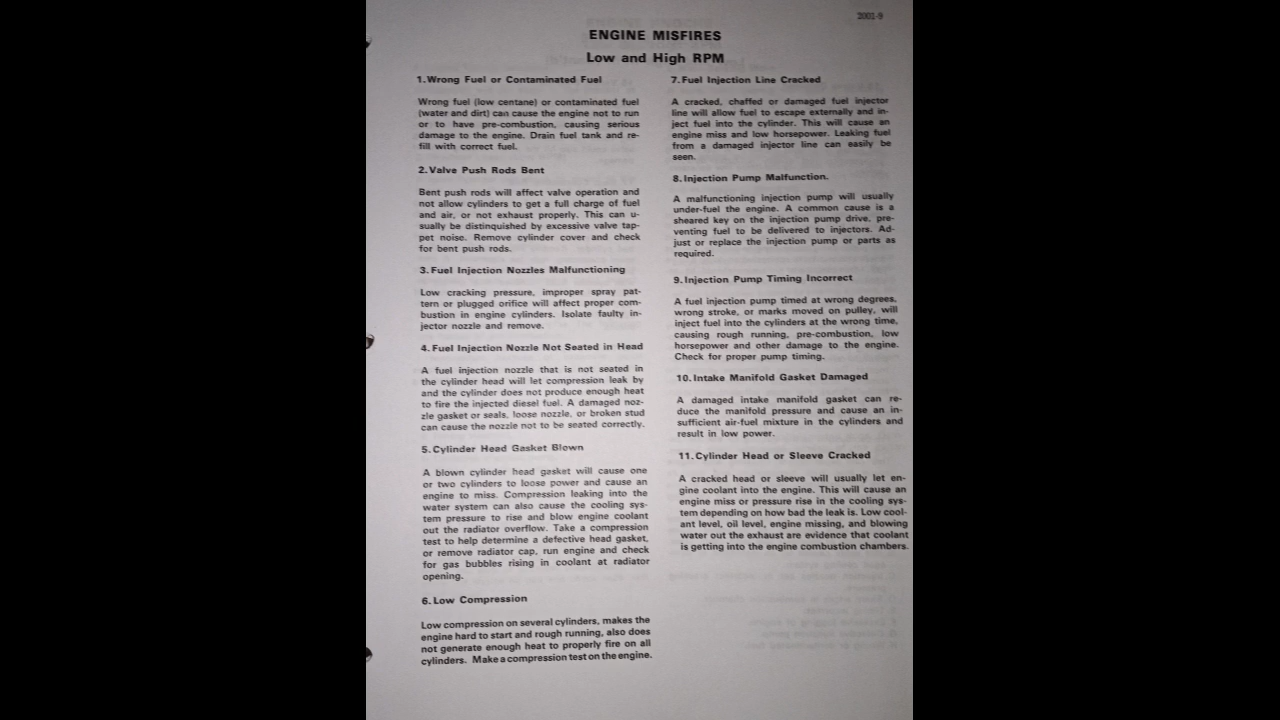 2001-9
ENGINE MISFIRES
Low and High RPM
1. Wrong Fuel or Contaminated Fuel
Wrong fuel (low centane) or contaminated fuel
(water and dirt) can cause the engine not to run
or to have pre-combustion, causing serious
damage to the engine. Drain fuel tank and re-
fill with correct fuel.
2. Valve Push Rods Bent
Bent push rods will affect valve operation and
not allow cylinders to get a full charge of fuel
and air, or not exhaust properly. This can u-
sually be distinquished by excessive valve tap-
pet noise. Remove cylinder cover and check
for bent push rods.
3. Fuel Injection Nozzles Malfunctioning
Low cracking pressure, improper spray pat-
tern or plugged orifice will affect proper com-
bustion in engine cylinders. Isolate faulty in-
jector nozzle and remove.
4. Fuel Injection Nozzle Not Seated in Head
A fuel injection nozzle that is not seated in
the cylinder head will let compression leak by
and the cylinder does not produce enough heat
to fire the injected diesel fuel. A damaged noz-
zle gasket or seals, loose nozzle, or broken stud
can cause the nozzle not to be seated correctly.
5. Cylinder Head Gasket Blown
A blown cylinder head gasket will cause one
or two cylinders to loose power and cause an
engine to miss. Compression leaking into the
water system can also cause the cooling sys-
tem pressure to rise and blow engine coolant
out the radiator overflow. Take a compression
test to help determine a defective head gasket,
or remove radiator cap, run engine and check
for gas bubbles rising in coolant at radiator
opening.
6. Low Compression
Low compression on several cylinders, makes the
engine hard to start and rough running, also does
not generate enough heat to properly fire on all
cylinders. Make a compression test on the engine.
7. Fuel Injection Line Cracked
A cracked, chaffed or damaged fuel injector
line will allow fuel to escape externally and in-
ject fuel into the cylinder. This will cause an
engine miss and low horsepower. Leaking fuel
from a damaged injector line can easily be
seen.
8. Injection Pump Malfunction.
A malfunctioning injection pump will usually
under-fuel the engine. A common cause is a
sheared key on the injection pump drive, pre-
venting fuel to be delivered to injectors. Ad-
just or replace the injection pump or parts as
required.
9. Injection Pump Timing Incorrect
A fuel injection pump timed at wrong degrees,
wrong stroke, or marks moved on pulley, will
inject fuel into the cylinders at the wrong time,
causing rough running, pre-combustion, low
horsepower and other damage to the engine.
Check for proper pump timing.
10. Intake Manifold Gasket Damaged
A damaged intake manifold gasket can re-
duce the manifold pressure and cause an in-
sufficient air-fuel mixture in the cylinders and
result in low power.
11. Cylinder Head or Sleeve Cracked
A cracked head or sleeve will usually let en-
gine coolant into the engine. This will cause an
engine miss or pressure rise in the cooling sys-
tem depending on how bad the leak is. Low cool-
ant level, oil level, engine missing, and blowing
water out the exhaust are evidence that coolant
is getting into the engine combustion chambers.